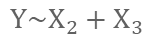 Y~X₂ + X₃